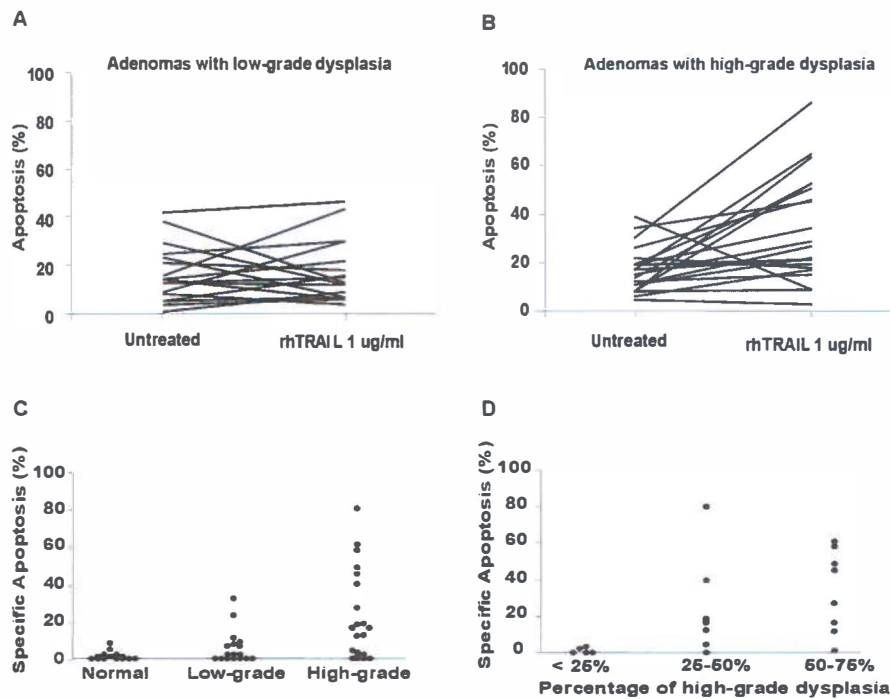 A
Adenomas with low-grade dysplasia
Apoptosis (%)
100
80
60
40
20
0
Untreated
rhTRAIL 1 ug/ml
B
Adenomas with high-grade dysplasia
Apoptosis (%)
100
80
60
40
20
0
Untreated
rhTRAIL 1 ug/ml
C
Specific Apoptosis (%)
100
80
60
40
20
0
Normal
Low-grade
High-grade
D
Specific Apoptosis (%)
100
80
60
40
20
0
< 25%
25-50%
50-75%
Percentage of high-grade dysplasia